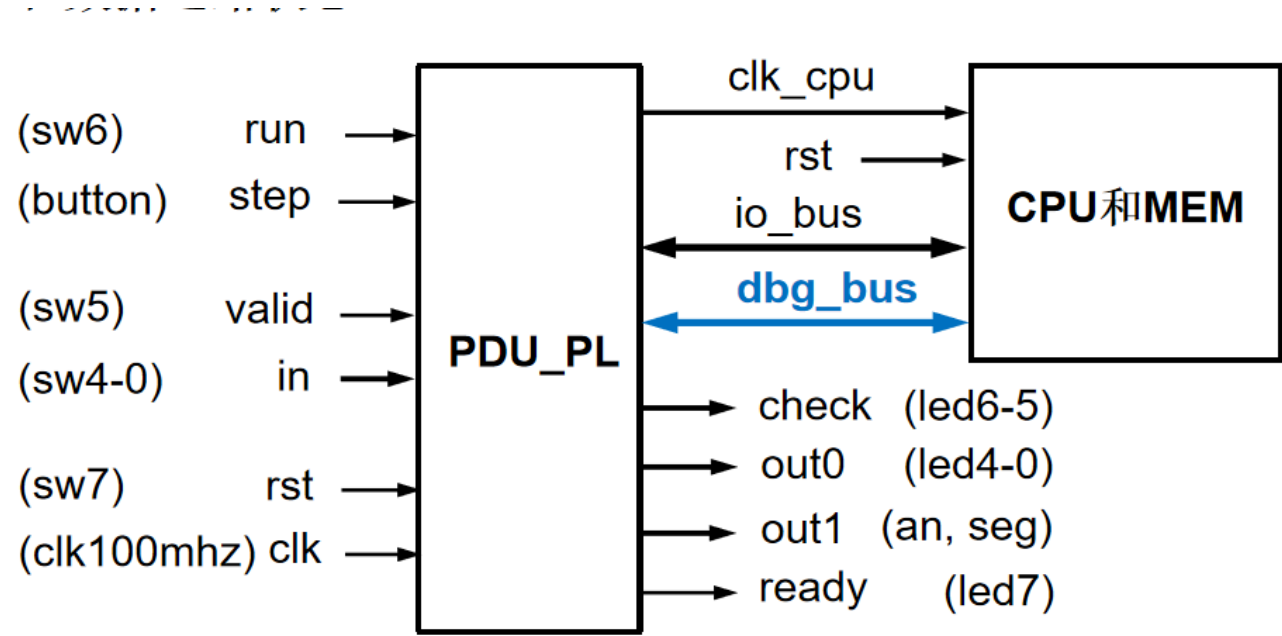 clk_cpu
(sw6) run
rst
(button) step
CPU和MEM
io_bus
dbg_bus
(sw5) valid
PDU_PL
(sw4-0) in
check (led6-5)
out0 (led4-0)
(sw7) rst
out1 (an, seg)
(clk100mhz) clk
ready (led7)